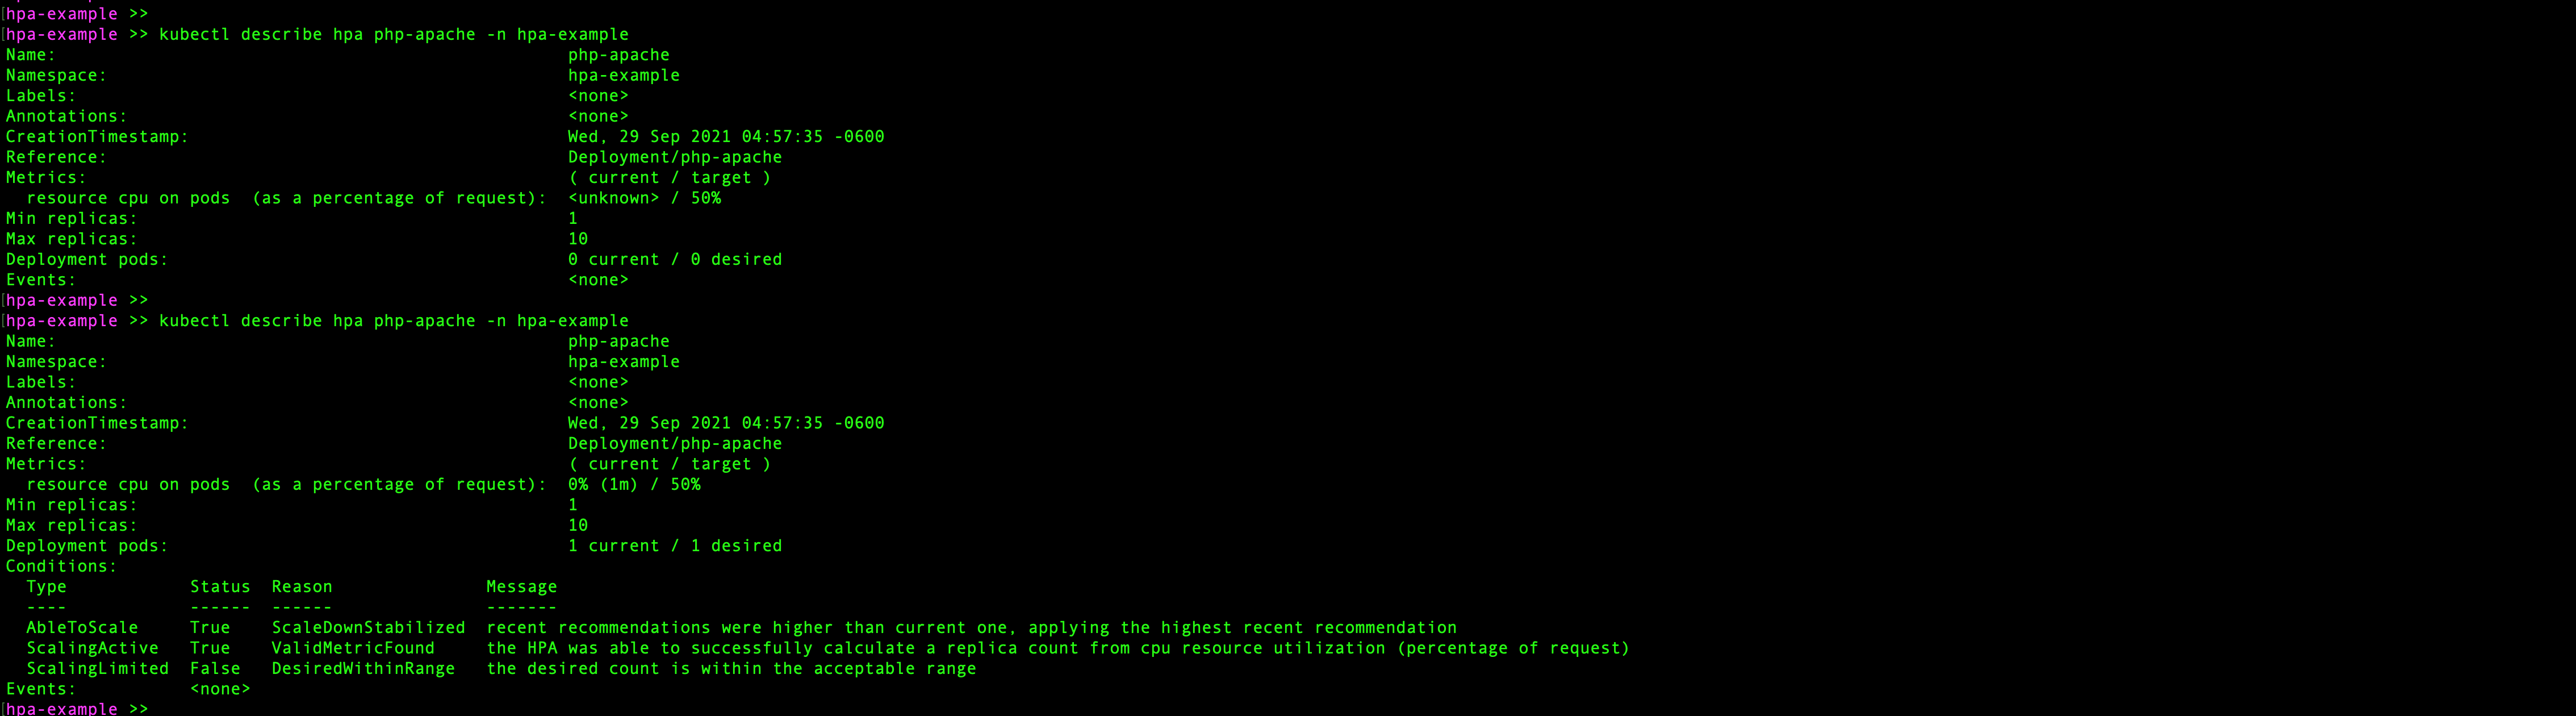 [hpa-example >>
[hpa-example >> kubectl describe hpa php-apache -n hpa-example
Name:                                                  php-apache
Namespace:                                             hpa-example
Labels:                                                <none>
Annotations:                                           <none>
CreationTimestamp:                                     Wed, 29 Sep 2021 04:57:35 -0600
Reference:                                             Deployment/php-apache
Metrics:                                               ( current / target )
  resource cpu on pods  (as a percentage of request):  <unknown> / 50%
Min replicas:                                          1
Max replicas:                                          10
Deployment pods:                                       0 current / 0 desired
Events:                                                <none>
[hpa-example >>
[hpa-example >> kubectl describe hpa php-apache -n hpa-example
Name:                                                  php-apache
Namespace:                                             hpa-example
Labels:                                                <none>
Annotations:                                           <none>
CreationTimestamp:                                     Wed, 29 Sep 2021 04:57:35 -0600
Reference:                                             Deployment/php-apache
Metrics:                                               ( current / target )
  resource cpu on pods  (as a percentage of request):  0% (1m) / 50%
Min replicas:                                          1
Max replicas:                                          10
Deployment pods:                                       1 current / 1 desired
Conditions:
  Type            Status  Reason               Message
  ----            ------  ------               -------
  AbleToScale     True    ScaleDownStabilized  recent recommendations were higher than current one, applying the highest recent recommendation
  ScalingActive   True    ValidMetricFound     the HPA was able to successfully calculate a replica count from cpu resource utilization (percentage of request)
  ScalingLimited  False   DesiredWithinRange   the desired count is within the acceptable range
Events:           <none>
[hpa-example >>